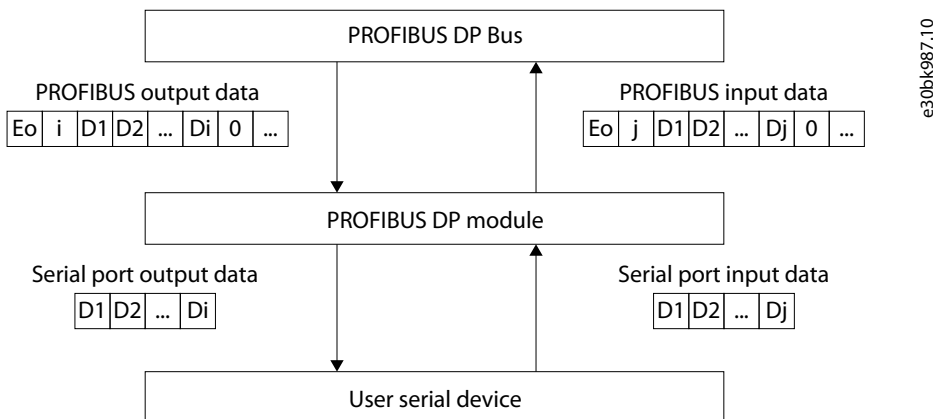 PROFIBUS DP Bus
PROFIBUS output data
Eo i D1 D2 ... Di 0 ...
PROFIBUS input data
Eo j D1 D2 ... Dj 0 ...
PROFIBUS DP module
Serial port output data
D1 D2 ... Di
Serial port input data
D1 D2 ... Dj
User serial device
e30bk987.10